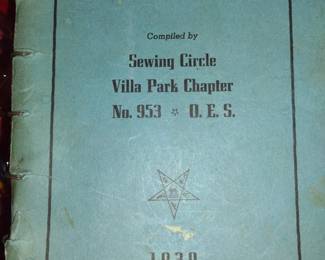 Compiled by
Sewing Circle
Villa Park Chapter
No. 953 * O. E. S.